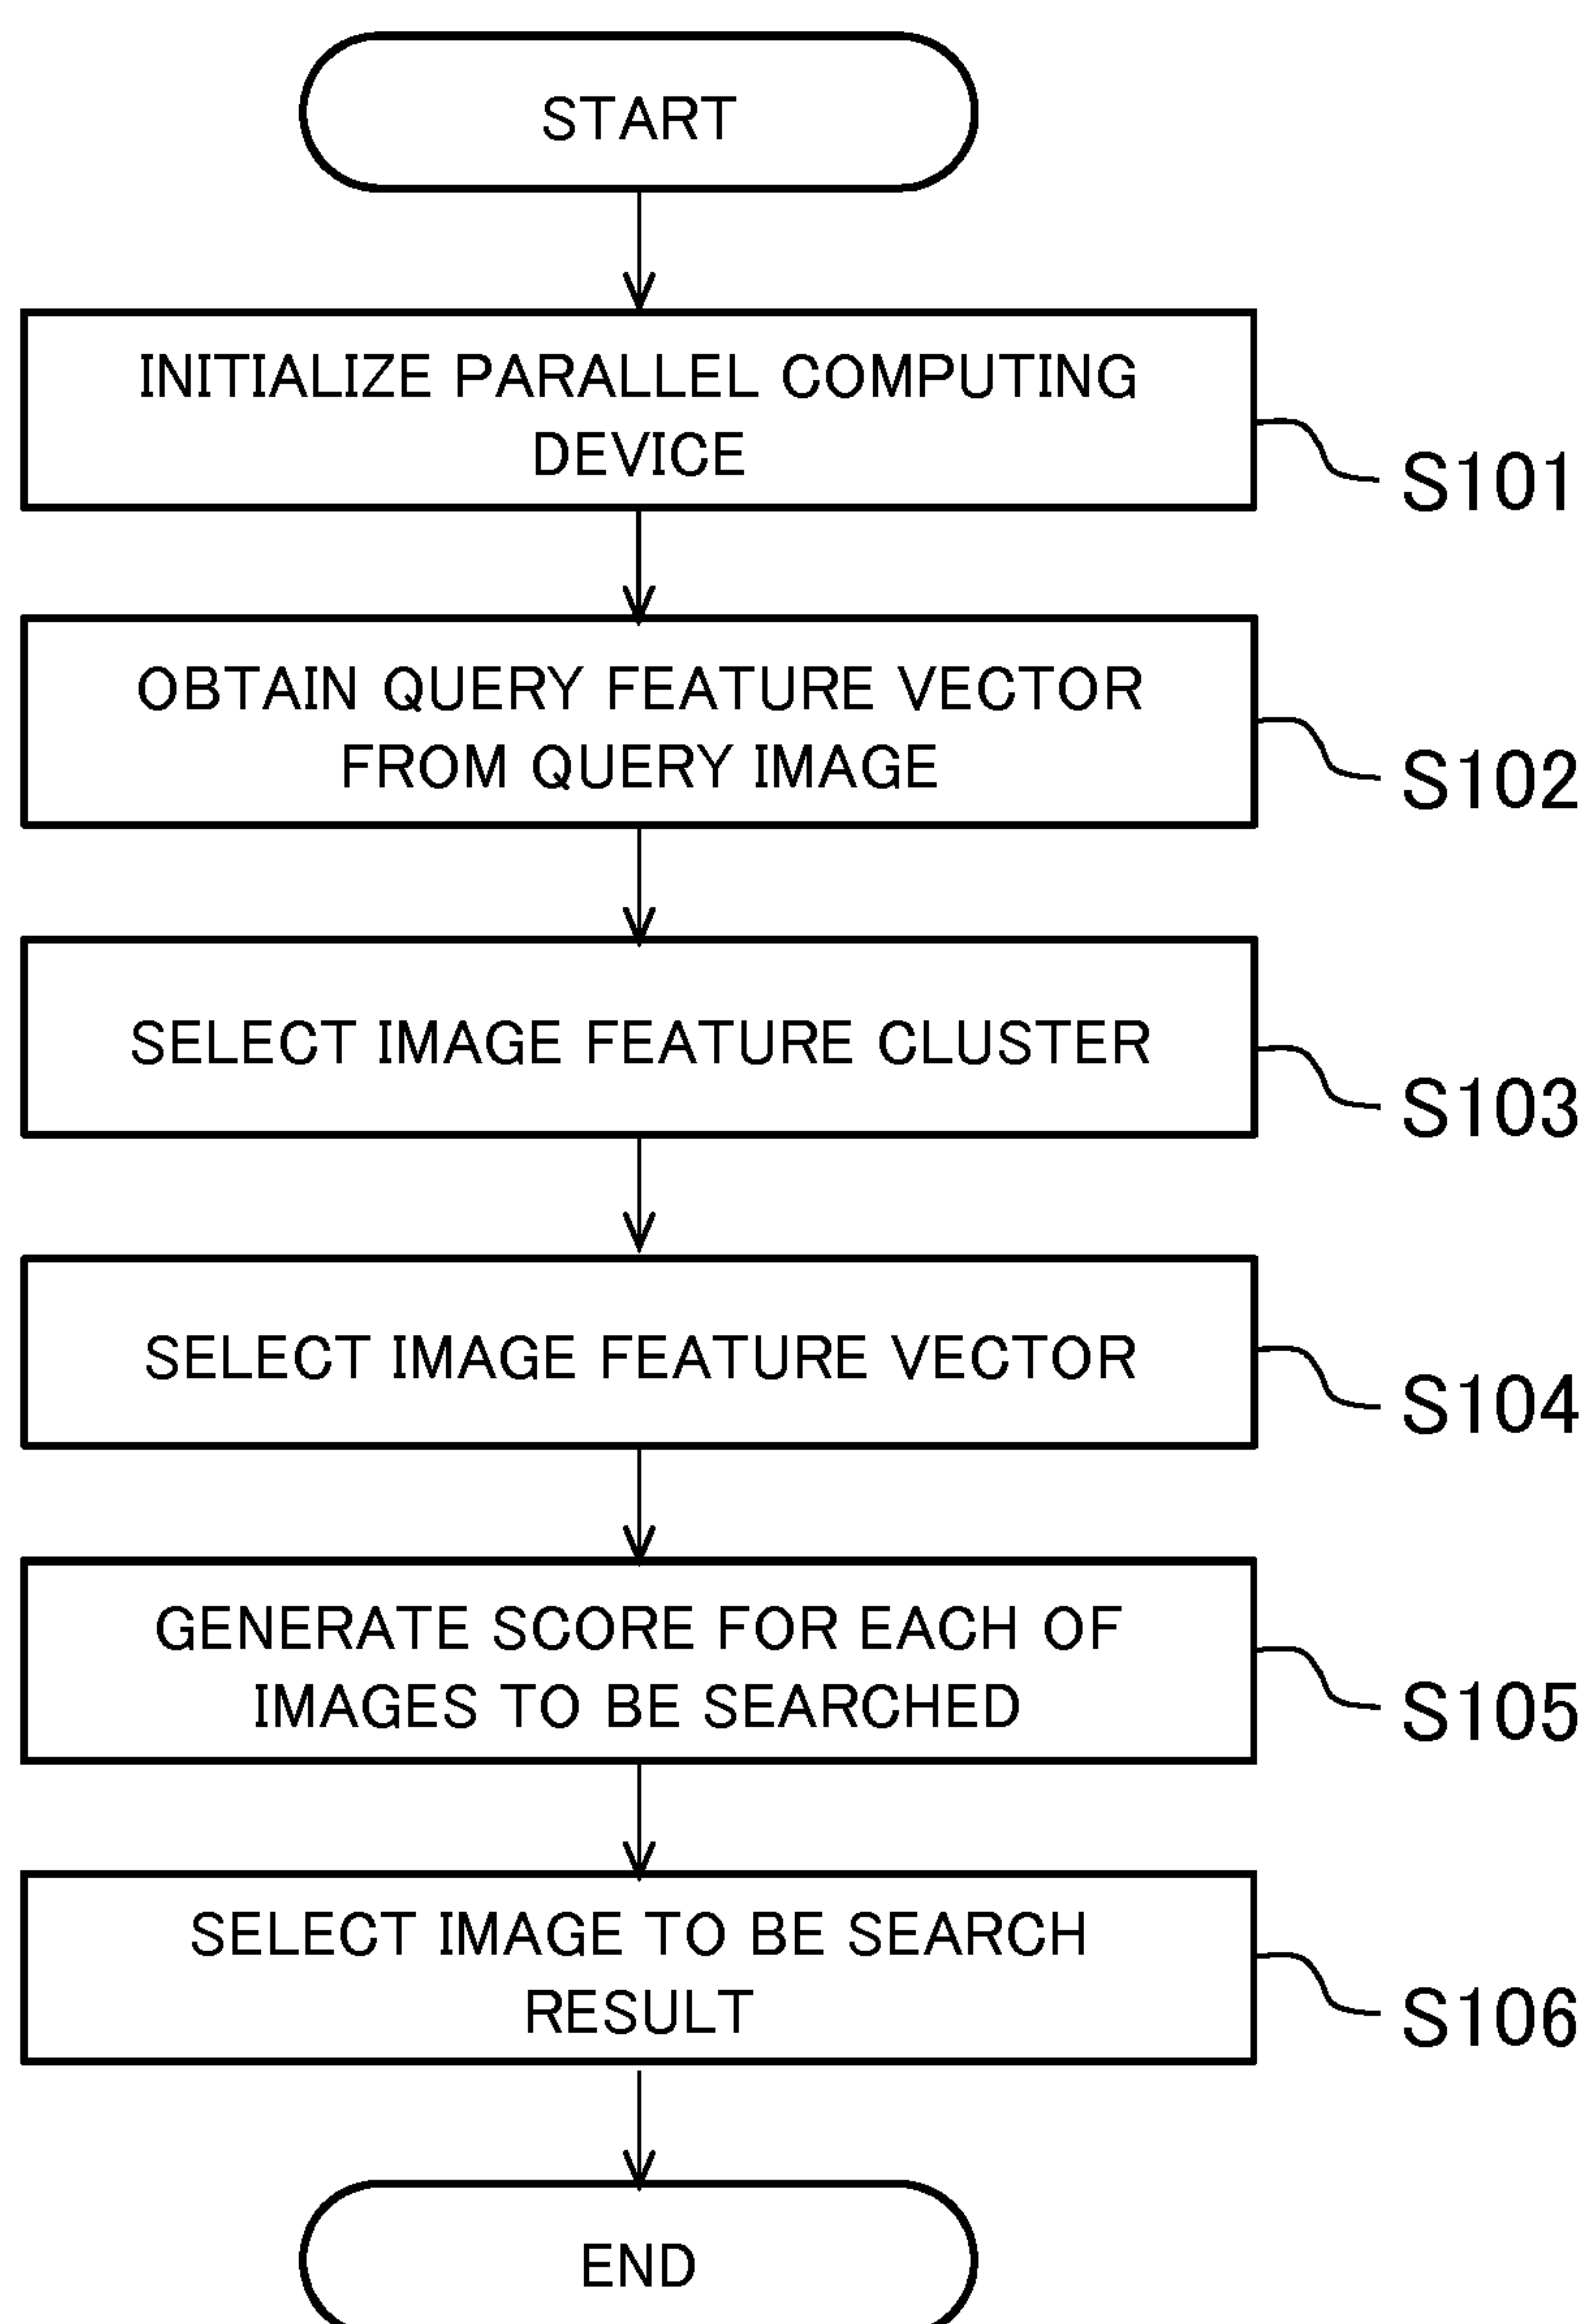 START
INITIALIZE PARALLEL COMPUTING
DEVICE
S101
OBTAIN QUERY FEATURE VECTOR
FROM QUERY IMAGE
S102
SELECT IMAGE FEATURE CLUSTER
S103
SELECT IMAGE FEATURE VECTOR
S104
GENERATE SCORE FOR EACH OF
IMAGES TO BE SEARCHED
S105
SELECT IMAGE TO BE SEARCH
RESULT
S106
END